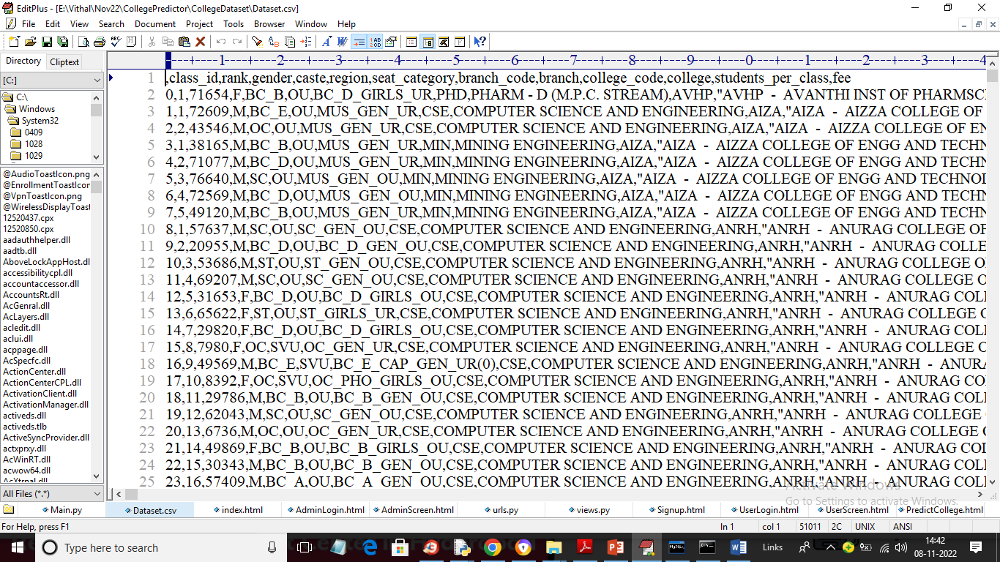 EditPlus - [E:\Vithal\Nov22\CollegePredictor\CollegeDataset\Dataset.csv]
File Edit View Search Document Project Tools Browser Window Help
Directory Cliptext
[C:]
C:\
Windows
System32
0409
1028
1029
@AudioToastIcon.png
@EnrollmentToastIcor
@VpnToastIcon.png
@WirelessDisplayToast
12520437.cpx
12520850.cpx
aadauthhelper.dll
aadtb.dll
AboveLockAppHost.dl
accessibilitycpl.dll
accountaccessor.dll
AccountsRt.dll
AcGenral.dll
AcLayers.dll
acledit.dll
aclui.dll
acppage.dll
AcSpecfc.dll
ActionCenter.dll
ActionCenterCPL.dll
ActivationClient.dll
ActivationManager.dll
activeds.dll
activeds.tlb
ActiveSyncProvider.dll
actxprxy.dll
AcWinRT.dll
acwow64.dll
AcXtrnal.dll
All Files (*.*)
----+----1----+----2----+----3----+----4----+----5----+----6----+----7----+----8----+----9----+----0----+----1----+----2----+----3----+----4
1 ,class_id,rank,gender,caste,region,seat_category,branch_code,branch,college_code,college,students_per_class,fee
2 0,1,71654,F,BC_B,OU,BC_D_GIRLS_UR,PHD,PHARM - D (M.P.C. STREAM),AVHP,"AVHP - AVANTHI INST OF PHARMSCI
3 1,1,72609,M,BC_E,OU,MUS_GEN_UR,CSE,COMPUTER SCIENCE AND ENGINEERING,AIZA,"AIZA - AIZZA COLLEGE OF
4 2,2,43546,M,OC,OU,MUS_GEN_UR,CSE,COMPUTER SCIENCE AND ENGINEERING,AIZA,"AIZA - AIZZA COLLEGE OF EN
5 3,1,38165,M,BC_B,OU,MUS_GEN_UR,MIN,MINING ENGINEERING,AIZA,"AIZA - AIZZA COLLEGE OF ENGG AND TECHN
6 4,2,71077,M,BC_D,OU,MUS_GEN_UR,MIN,MINING ENGINEERING,AIZA,"AIZA - AIZZA COLLEGE OF ENGG AND TECHN
7 5,3,76640,M,SC,OU,MUS_GEN_OU,MIN,MINING ENGINEERING,AIZA,"AIZA - AIZZA COLLEGE OF ENGG AND TECHNOL
8 6,4,72569,M,BC_D,OU,MUS_GEN_OU,MIN,MINING ENGINEERING,AIZA,"AIZA - AIZZA COLLEGE OF ENGG AND TECHN
9 7,5,49120,M,BC_B,OU,MUS_GEN_UR,MIN,MINING ENGINEERING,AIZA,"AIZA - AIZZA COLLEGE OF ENGG AND TECHN
10 8,1,57637,M,SC,OU,SC_GEN_OU,CSE,COMPUTER SCIENCE AND ENGINEERING,ANRH,"ANRH - ANURAG COLLEGE OF
11 9,2,20955,M,BC_D,OU,BC_D_GEN_OU,CSE,COMPUTER SCIENCE AND ENGINEERING,ANRH,"ANRH - ANURAG COLLE
12 10,3,53686,M,ST,OU,ST_GEN_OU,CSE,COMPUTER SCIENCE AND ENGINEERING,ANRH,"ANRH - ANURAG COLLEGE O
13 11,4,69207,M,SC,OU,SC_GEN_OU,CSE,COMPUTER SCIENCE AND ENGINEERING,ANRH,"ANRH - ANURAG COLLEGE O
14 12,5,31653,F,BC_D,OU,BC_D_GIRLS_OU,CSE,COMPUTER SCIENCE AND ENGINEERING,ANRH,"ANRH - ANURAG COLL
15 13,6,65622,F,ST,OU,ST_GIRLS_UR,CSE,COMPUTER SCIENCE AND ENGINEERING,ANRH,"ANRH - ANURAG COLLEGE C
16 14,7,29820,F,BC_D,OU,BC_D_GIRLS_OU,CSE,COMPUTER SCIENCE AND ENGINEERING,ANRH,"ANRH - ANURAG COLL
17 15,8,7980,F,OC,SVU,OC_GEN_UR,CSE,COMPUTER SCIENCE AND ENGINEERING,ANRH,"ANRH - ANURAG COLLEGE O
18 16,9,49569,M,BC_E,SVU,BC_E_CAP_GEN_UR(0),CSE,COMPUTER SCIENCE AND ENGINEERING,ANRH,"ANRH - ANURA
19 17,10,8392,F,OC,SVU,OC_PHO_GIRLS_OU,CSE,COMPUTER SCIENCE AND ENGINEERING,ANRH,"ANRH - ANURAG CO
20 18,11,29786,M,BC_B,OU,BC_B_GEN_OU,CSE,COMPUTER SCIENCE AND ENGINEERING,ANRH,"ANRH - ANURAG COLL
21 19,12,62043,M,SC,OU,SC_GEN_OU,CSE,COMPUTER SCIENCE AND ENGINEERING,ANRH,"ANRH - ANURAG COLLEGE
22 20,13,6736,M,OC,OU,OC_GEN_UR,CSE,COMPUTER SCIENCE AND ENGINEERING,ANRH,"ANRH - ANURAG COLLEGE
23 21,14,49869,F,BC_B,OU,BC_B_GIRLS_OU,CSE,COMPUTER SCIENCE AND ENGINEERING,ANRH,"ANRH - ANURAG COL
24 22,15,30343,M,BC_B,OU,BC_B_GEN_OU,CSE,COMPUTER SCIENCE AND ENGINEERING,ANRH,"ANRH - ANURAG COLL
25 23,16,57409,M,BC_A,OU,BC_A_GEN_OU,CSE,COMPUTER SCIENCE AND ENGINEERING,ANRH,"ANRH - ANURAG COLL
Activate Windows
Go to Settings to activate Windows.
Main.py Dataset.csv index.html AdminLogin.html AdminScreen.html urls.py views.py Signup.html UserLogin.html UserScreen.html PredictCollege.html
For Help, press F1 ln 1 col 1 51011 2C UNIX ANSI
Type here to search
Links
14:42
08-11-2022